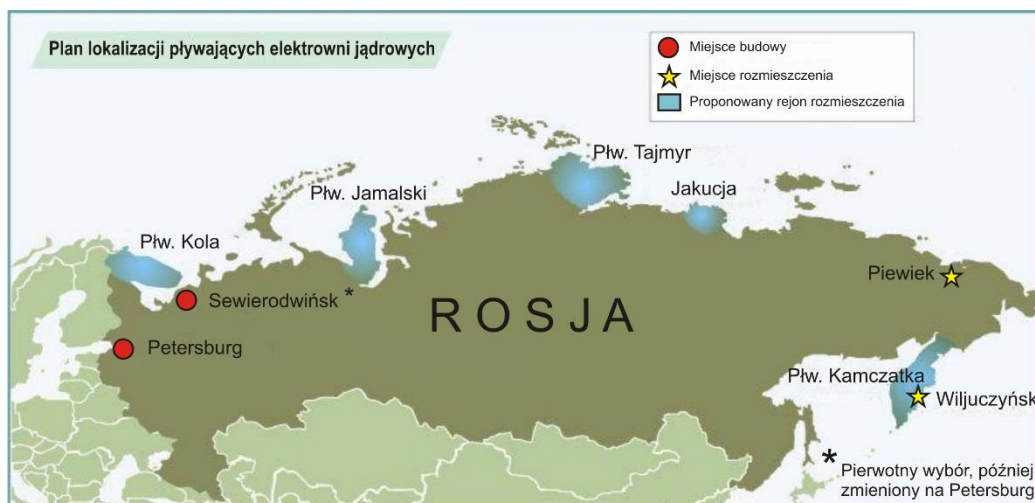 Plan lokalizacji pływających elektrowni jądrowych
Miejsce budowy
Miejsce rozmieszczenia
Proponowany rejon rozmieszczenia
Płw. Tajmyr
Płw. Jamalski
Jakucja
Płw. Kola
Piewiek
Sewierodwińsk *
ROSJA
Petersburg
Płw. Kamczatka
Wiljuczyńsk
* Pierwotny wybór, później
zmieniony na Petersburg